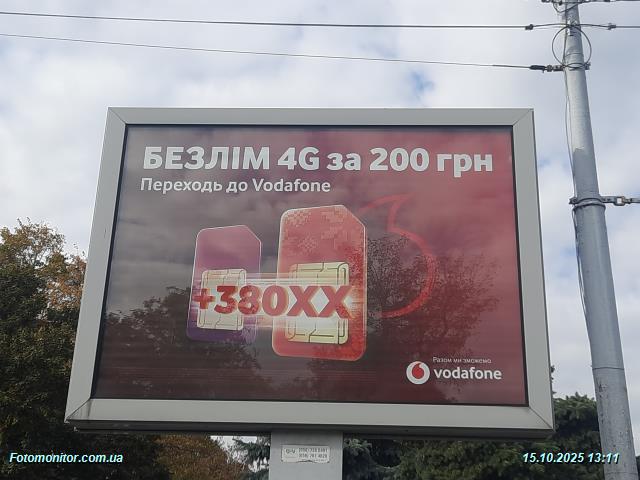 БЕЗЛІМ 4G за 200 грн
Переходь до Vodafone
+380XX
Разом ми зможемо
vodafone
Fotomonitor.com.ua
15.10.2025 13:11